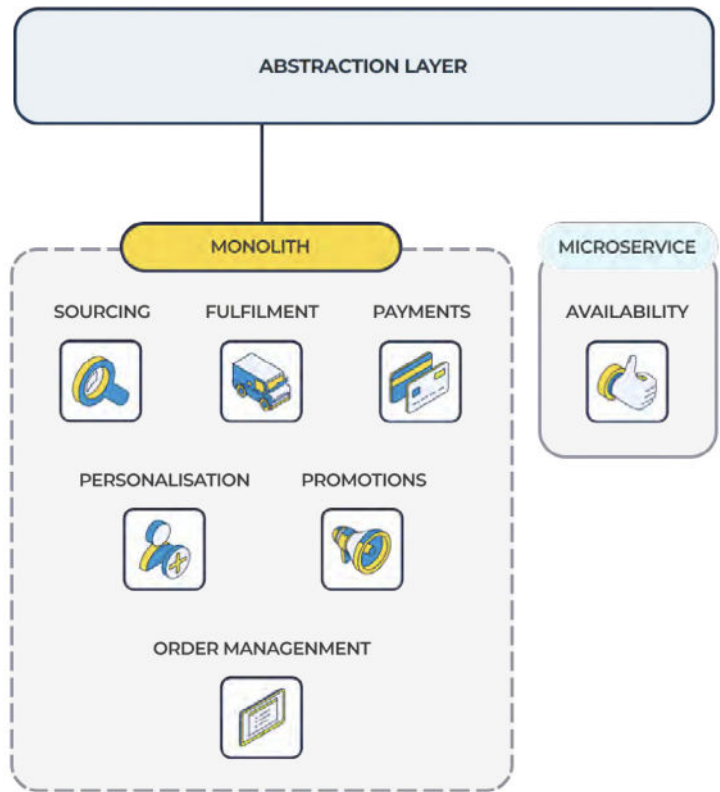 ABSTRACTION LAYER
MONOLITH
MICROSERVICE
SOURCING
FULFILMENT
PAYMENTS
AVAILABILITY
PERSONALISATION
PROMOTIONS
ORDER MANAGENMENT